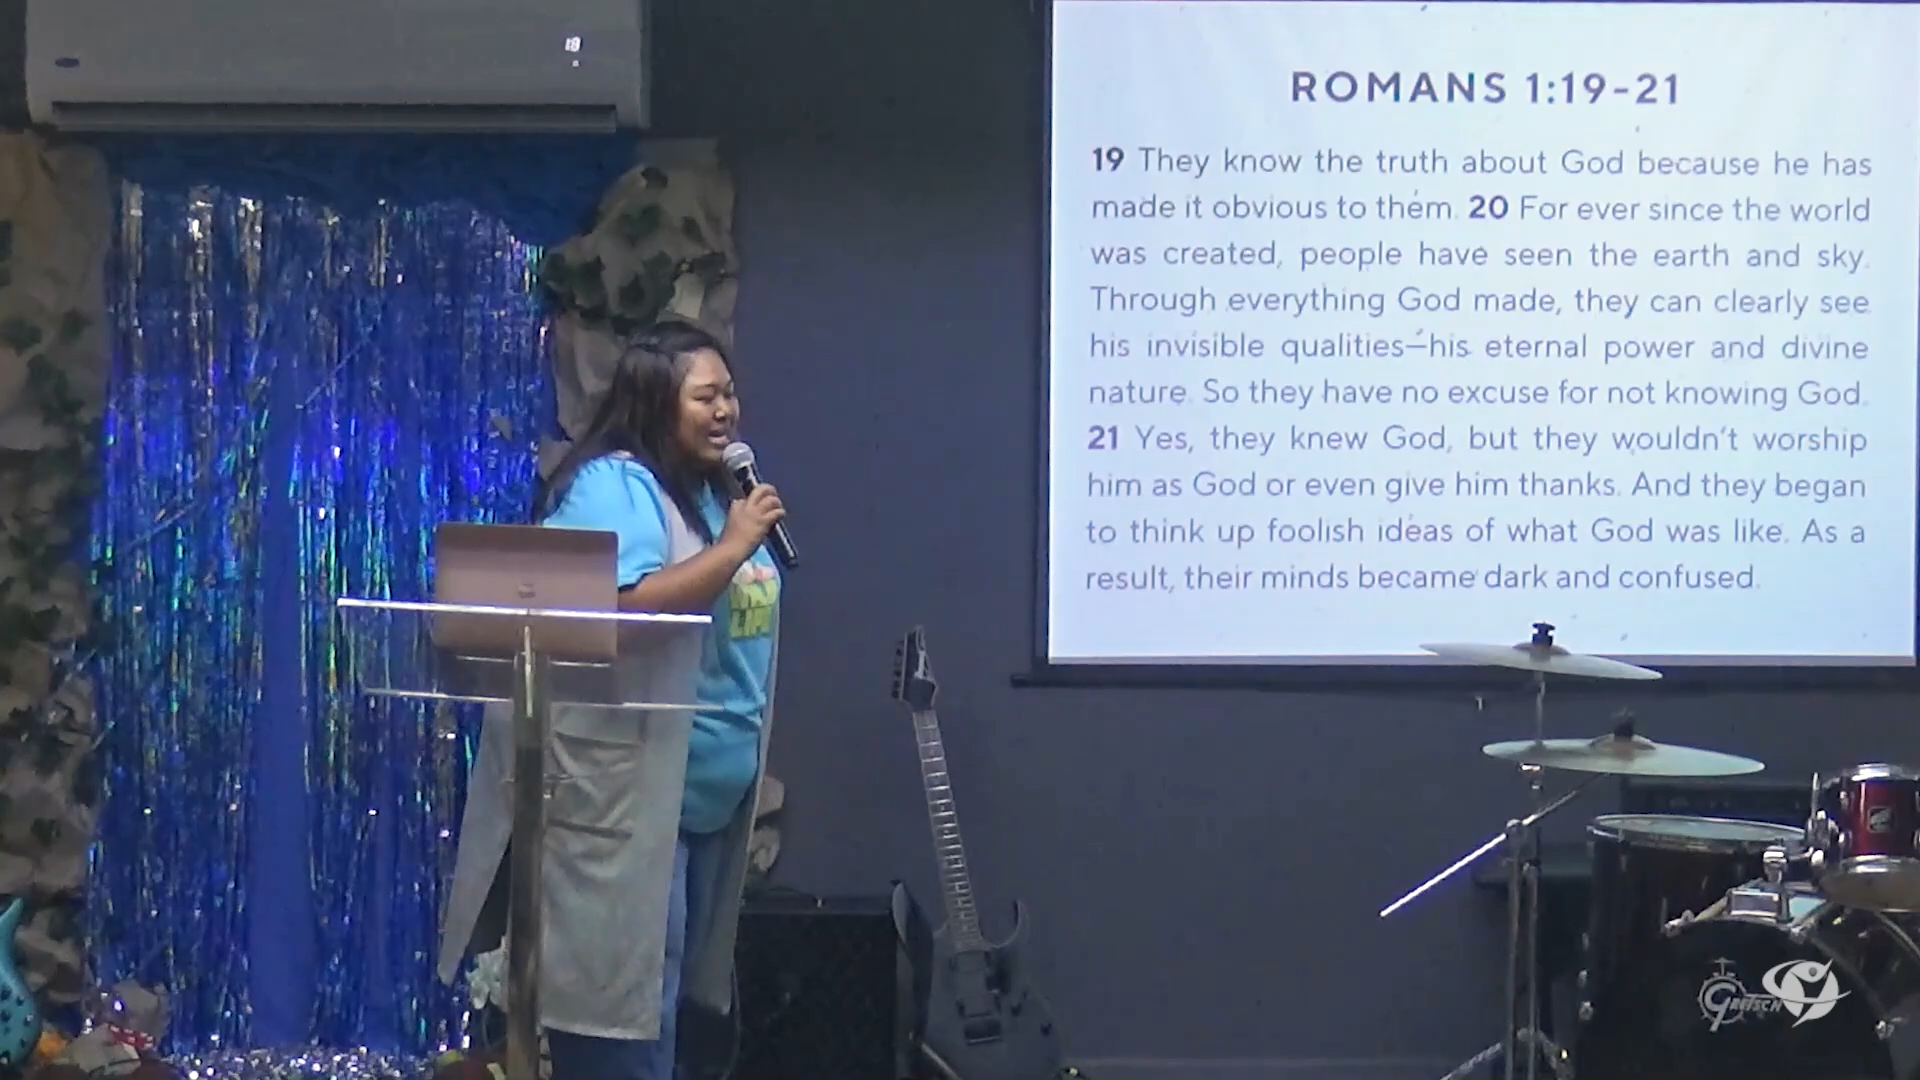 19
ROMANS 1:19-21
19 They know the truth about God because he has
made it obvious to them. 20 For ever since the world
was created, people have seen the earth and sky.
Through everything God made, they can clearly see
his invisible qualities—his eternal power and divine
nature. So they have no excuse for not knowing God.
21 Yes, they knew God, but they wouldn't worship
him as God or even give him thanks. And they began
to think up foolish ideas of what God was like. As a
result, their minds became dark and confused.
GRETSCH